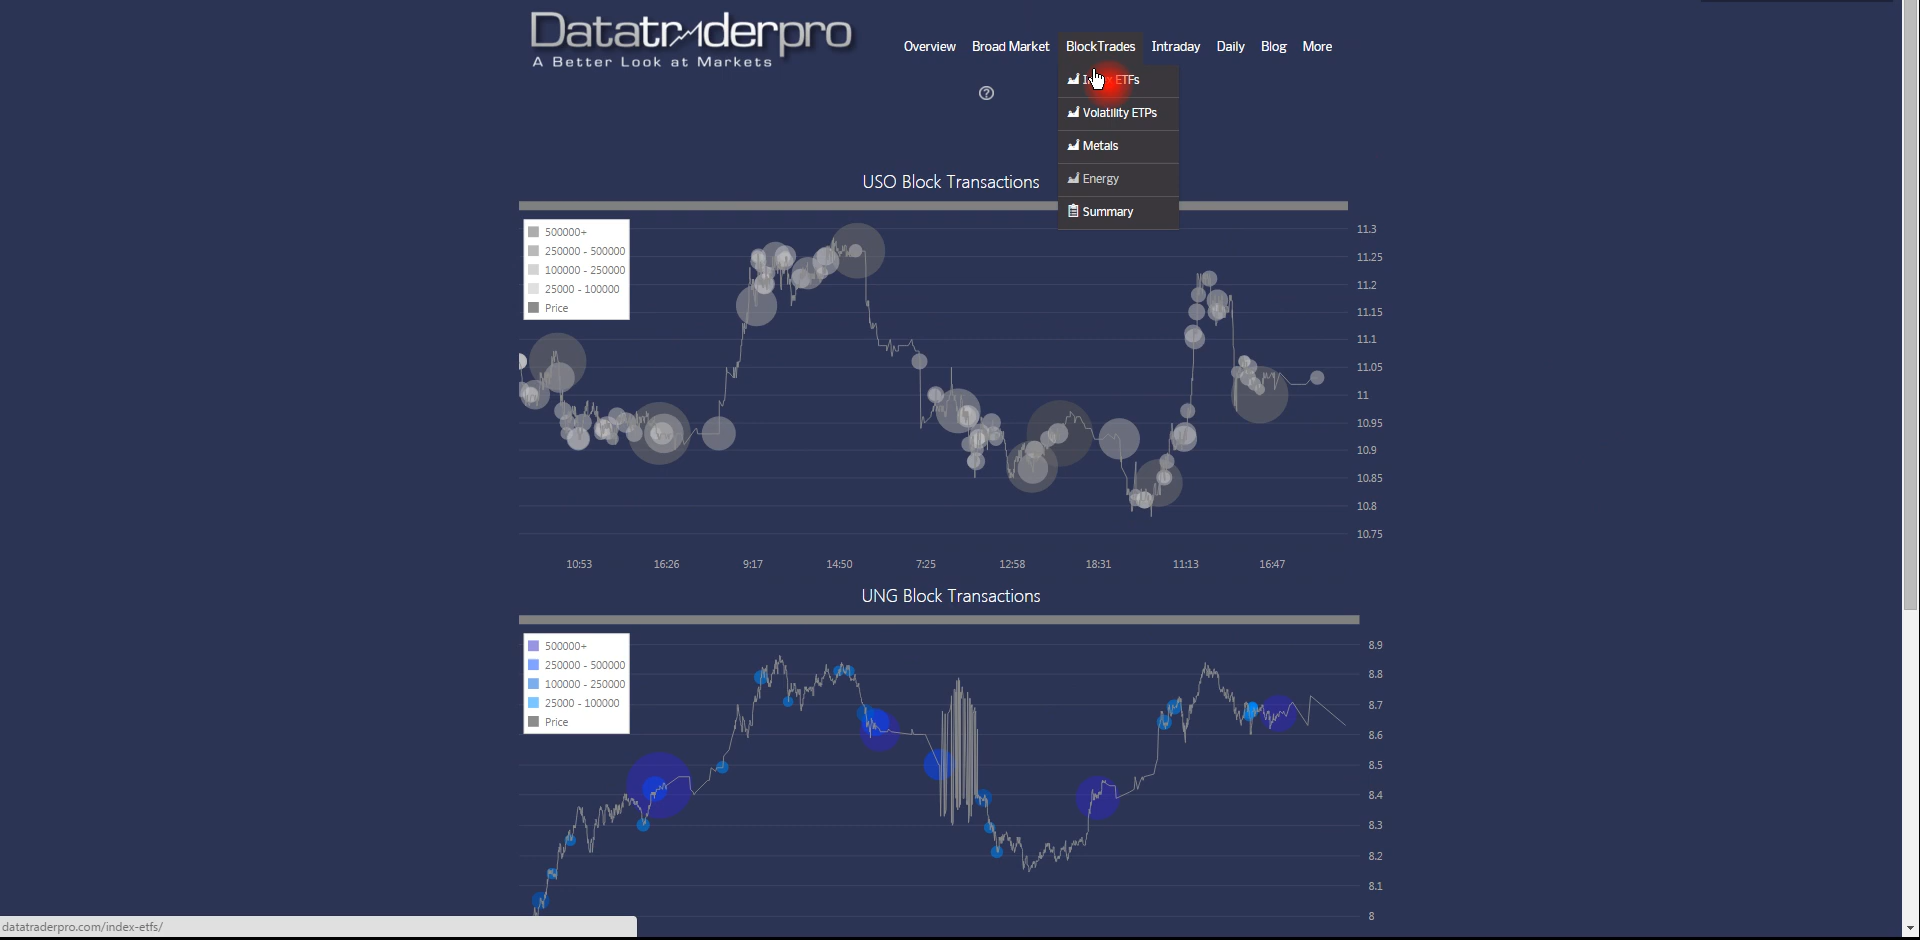 Datatraderpro
A Better Look at Markets
Overview Broad Market BlockTrades Intraday Daily Blog More
?
ETFs
Volatility ETPs
Metals
Energy
Summary
USO Block Transactions
500000+
250000 - 500000
100000 - 250000
25000 - 100000
Price
11.3
11.25
11.2
11.15
11.1
11.05
11
10.95
10.9
10.85
10.8
10.75
10:53 16:26 9:17 14:50 7:25 12:58 18:31 11:13 16:47
UNG Block Transactions
500000+
250000 - 500000
100000 - 250000
25000 - 100000
Price
8.9
8.8
8.7
8.6
8.5
8.4
8.3
8.2
8.1
8
datatraderpro.com/index-etfs/